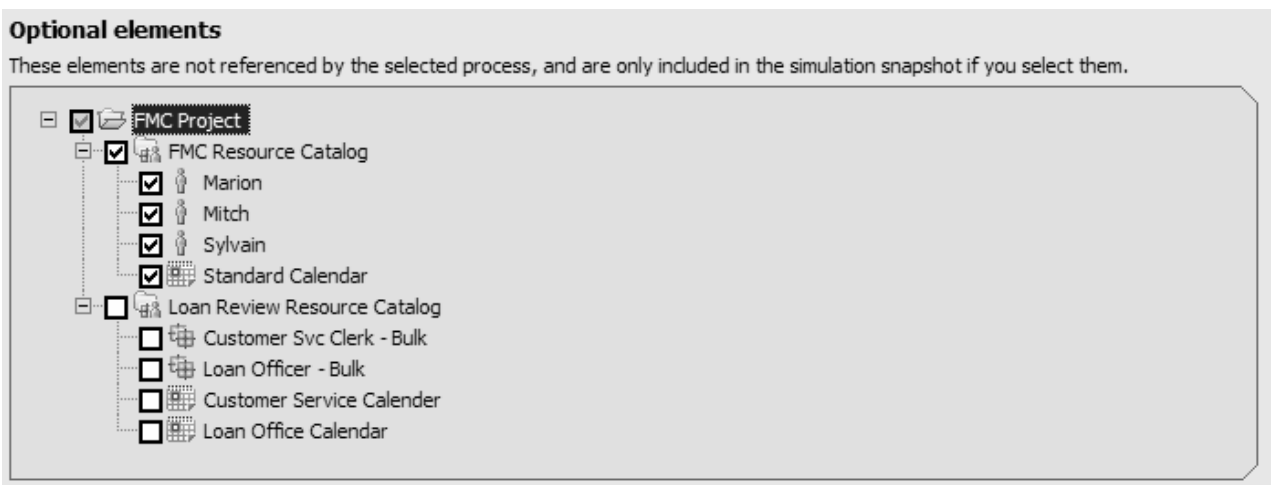 Optional elements
These elements are not referenced by the selected process, and are only included in the simulation snapshot if you select them.
FMC Project
FMC Resource Catalog
Marion
Mitch
Sylvain
Standard Calendar
Loan Review Resource Catalog
Customer Svc Clerk - Bulk
Loan Officer - Bulk
Customer Service Calender
Loan Office Calendar